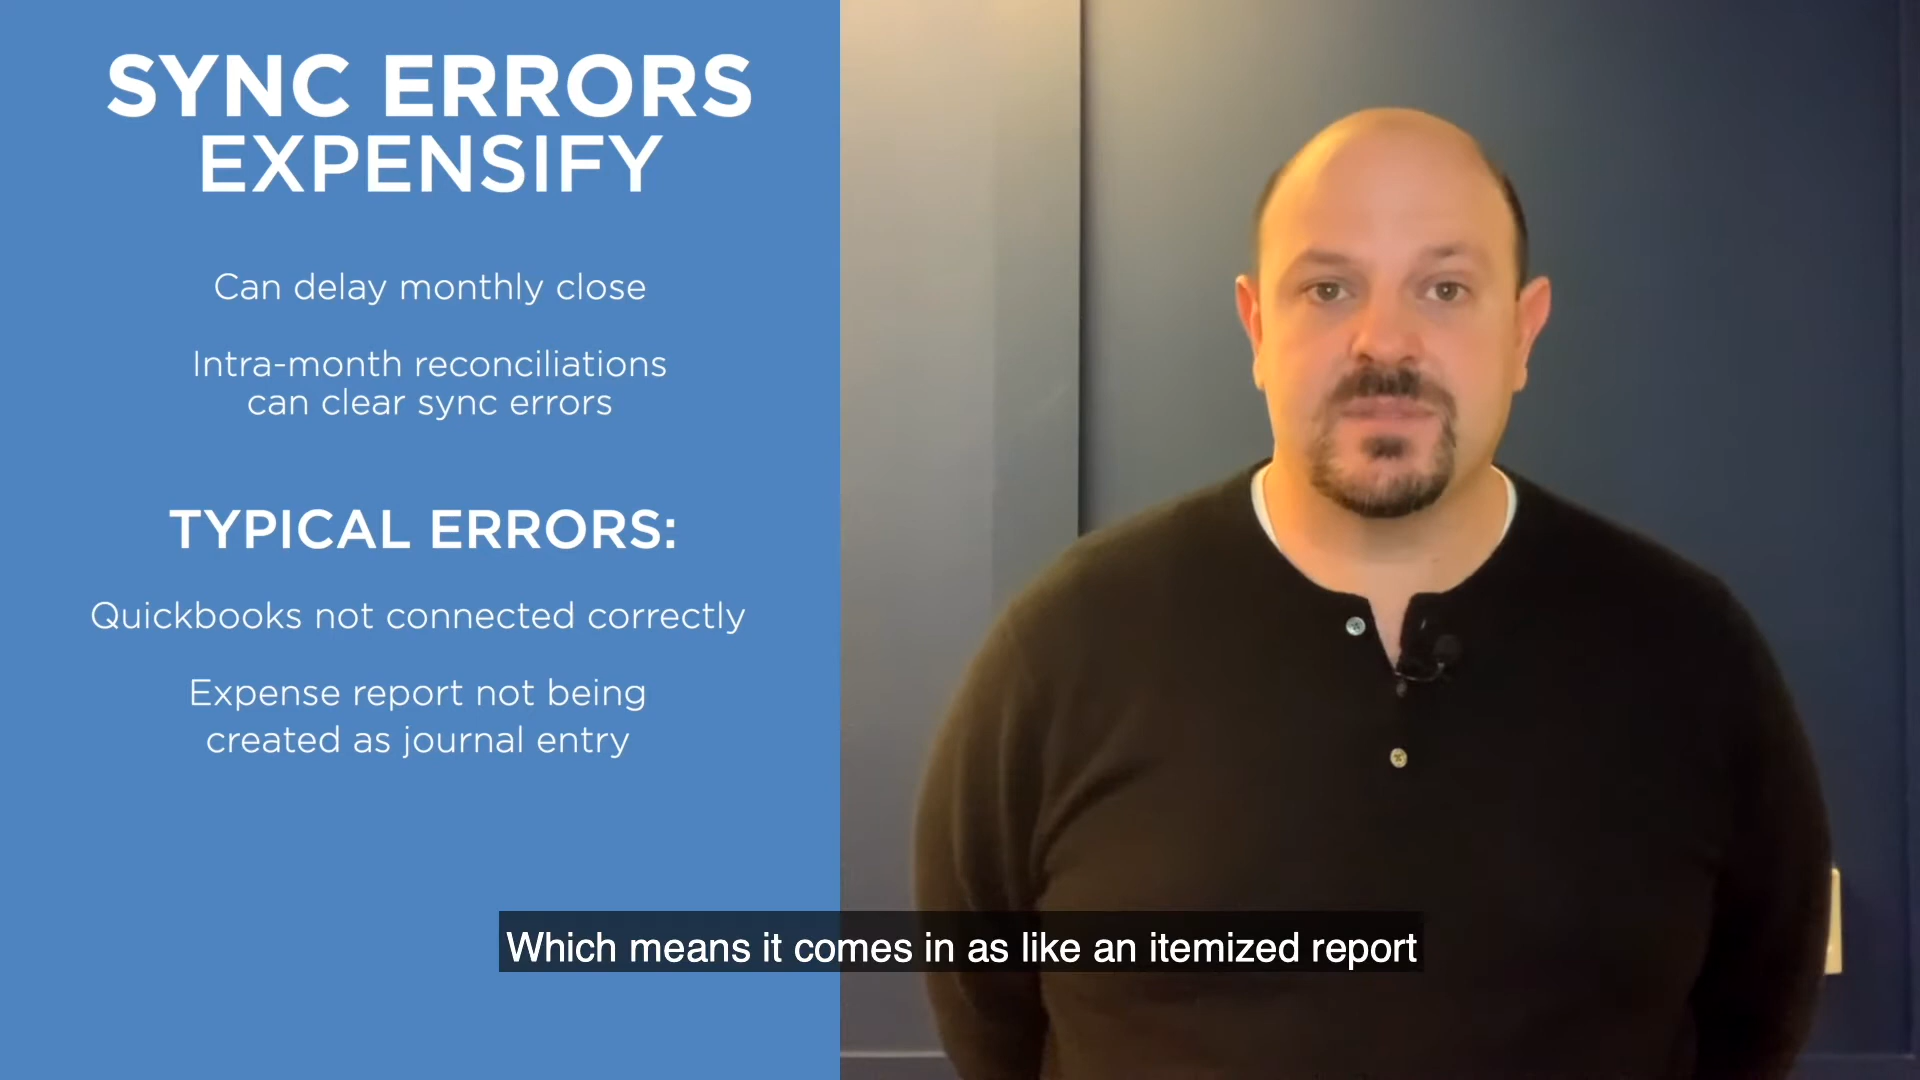 SYNC ERRORS
EXPENSIFY
Can delay monthly close
Intra-month reconciliations
can clear sync errors
TYPICAL ERRORS:
Quickbooks not connected correctly
Expense report not being
created as journal entry
Which means it comes in as like an itemized report